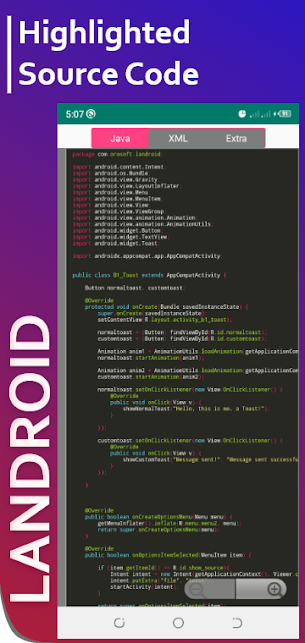 Highlighted
Source Code
5:07
Java XML Extra
package com.orosoft.landroid;
import android.content.Intent;
import android.os.Bundle;
import android.view.Gravity;
import android.view.LayoutInflater;
import android.view.Menu;
import android.view.MenuItem;
import android.view.View;
import android.view.ViewGroup;
import android.view.animation.Animation;
import android.view.animation.AnimationUtils;
import android.widget.Button;
import android.widget.TextView;
import android.widget.Toast;
import androidx.appcompat.app.AppCompatActivity;
public class B1_Toast extends AppCompatActivity {
Button normaltoast, customtoast;
@Override
protected void onCreate(Bundle savedInstanceState) {
super.onCreate(savedInstanceState);
setContentView(R.layout.activity_b1_toast);
normaltoast = (Button) findViewById(R.id.normaltoast);
customtoast = (Button) findViewById(R.id.customtoast);
Animation anim1 = AnimationUtils.loadAnimation(getApplicationCon
normaltoast.startAnimation(anim1);
Animation anim2 = AnimationUtils.loadAnimation(getApplicationCon
customtoast.startAnimation(anim2);
normaltoast.setOnClickListener(new View.OnClickListener() {
@Override
public void onClick(View v) {
showNormalToast("Hello, this is me, a Toast!");
}
});
customtoast.setOnClickListener(new View.OnClickListener() {
@Override
public void onClick(View v) {
showCustomToast("Message sent!", "Message sent successfu
}
});
}
@Override
public boolean onCreateOptionsMenu(Menu menu) {
getMenuInflater().inflate(R.menu.menu2, menu);
return super.onCreateOptionsMenu(menu);
}
@Override
public boolean onOptionsItemSelected(MenuItem item) {
if (item.getItemId() == R.id.show_source){
Intent intent = new Intent(getApplicationContext(), Viewer.c
intent.putExtra("file",
startActivity(intent);
}
return super.onOptionsItemSelected(item);
LANDROID